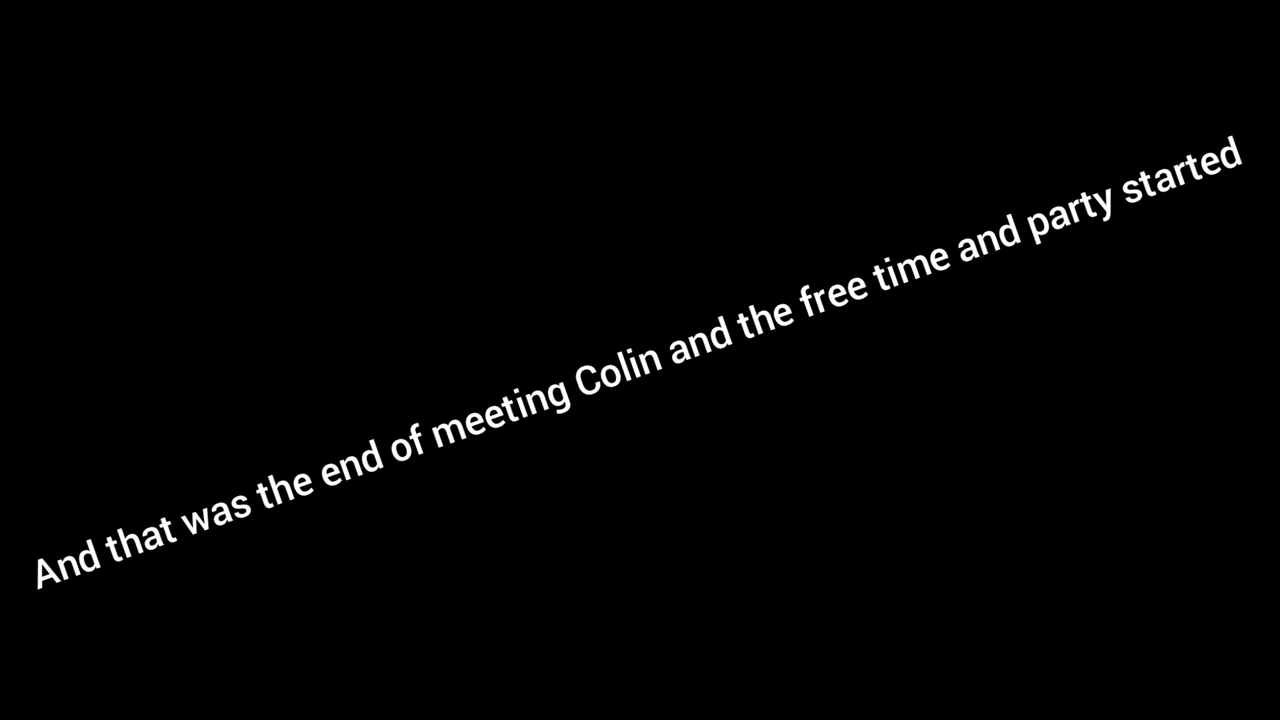 And that was the end of meeting Colin and the free time and party started